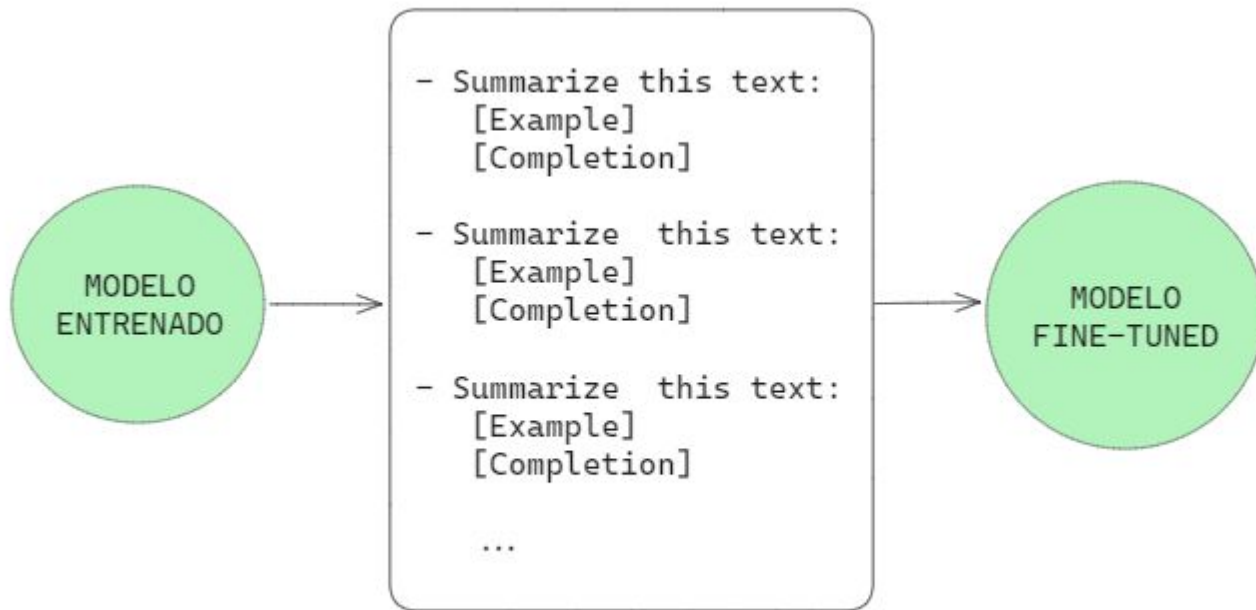 MODELO
ENTRENADO
- Summarize this text:
[Example]
[Completion]
- Summarize  this text:
[Example]
[Completion]
- Summarize  this text:
[Example]
[Completion]
...
MODELO
FINE-TUNED